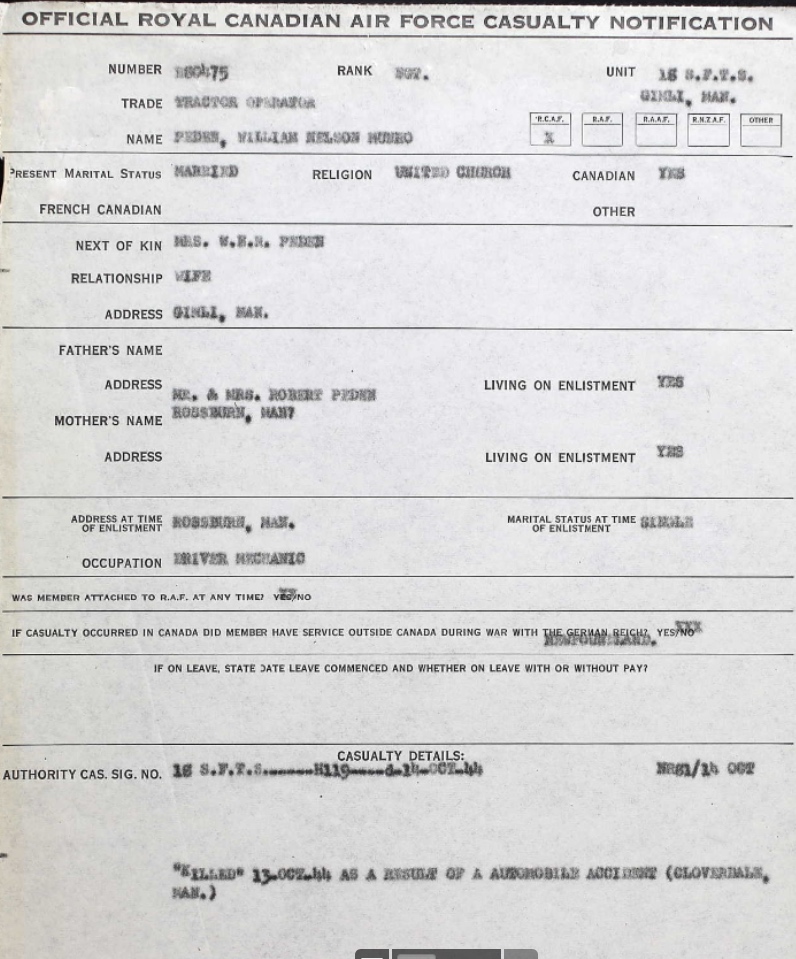 OFFICIAL ROYAL CANADIAN AIR FORCE CASUALTY NOTIFICATION
NUMBER RANK SGT. UNIT 18 S.F.T.S.
TRADE TRACTOR OPERATOR GIMLI, MAN.
NAME PEDEN, WILLIAM NELSON MUNRO
R.C.A.F. R.A.F. R.A.A.F. R.N.Z.A.F. OTHER
X
PRESENT MARITAL STATUS MARRIED RELIGION UNITED CHURCH CANADIAN YES
FRENCH CANADIAN OTHER
NEXT OF KIN MRS. PEDEN
RELATIONSHIP WIFE
ADDRESS GIMLI, MAN.
FATHER'S NAME
ADDRESS LIVING ON ENLISTMENT YES
MR. & MRS. ROBERT PEDEN
MOTHER'S NAME ROSSBURN, MAN?
ADDRESS LIVING ON ENLISTMENT YES
ADDRESS AT TIME OF ENLISTMENT ROSSBURN, MAN. MARITAL STATUS AT TIME OF ENLISTMENT SINGLE
OCCUPATION DRIVER MECHANIC
WAS MEMBER ATTACHED TO R.A.F. AT ANY TIME? YES/NO
IF CASUALTY OCCURRED IN CANADA DID MEMBER HAVE SERVICE OUTSIDE CANADA DURING WAR WITH THE GERMAN REICH? YES/NO XXX
NEWFOUNDLAND.
IF ON LEAVE, STATE DATE LEAVE COMMENCED AND WHETHER ON LEAVE WITH OR WITHOUT PAY?
CASUALTY DETAILS:
AUTHORITY CAS. SIG. NO. 18 S.F.T.S.------H119----d-14-OCT-44 OCT
"KILLED" 13-OCT-44 AS A RESULT OF A AUTOMOBILE ACCIDENT (CLOVERDALE,
MAN.)